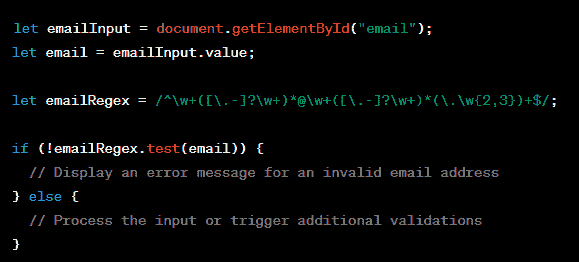 let emailInput = document.getElementById("email");
let email = emailInput.value;
let emailRegex = /^\w+([\.-]?\w+)*@\w+([\.-]?\w+)*(\.\w{2,3})+$/;
if (!emailRegex.test(email)) {
// Display an error message for an invalid email address
} else {
// Process the input or trigger additional validations
}